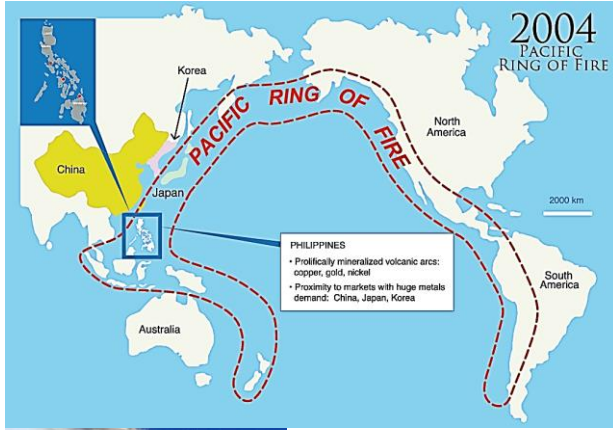 2004
PACIFIC
RING OF FIRE
Korea
PACIFIC RING OF FIRE
North
America
China
Japan
2000 km
PHILIPPINES
• Prolifically mineralized volcanic arcs:
copper, gold, nickel
• Proximity to markets with huge metals
demand: China, Japan, Korea
South
America
Australia